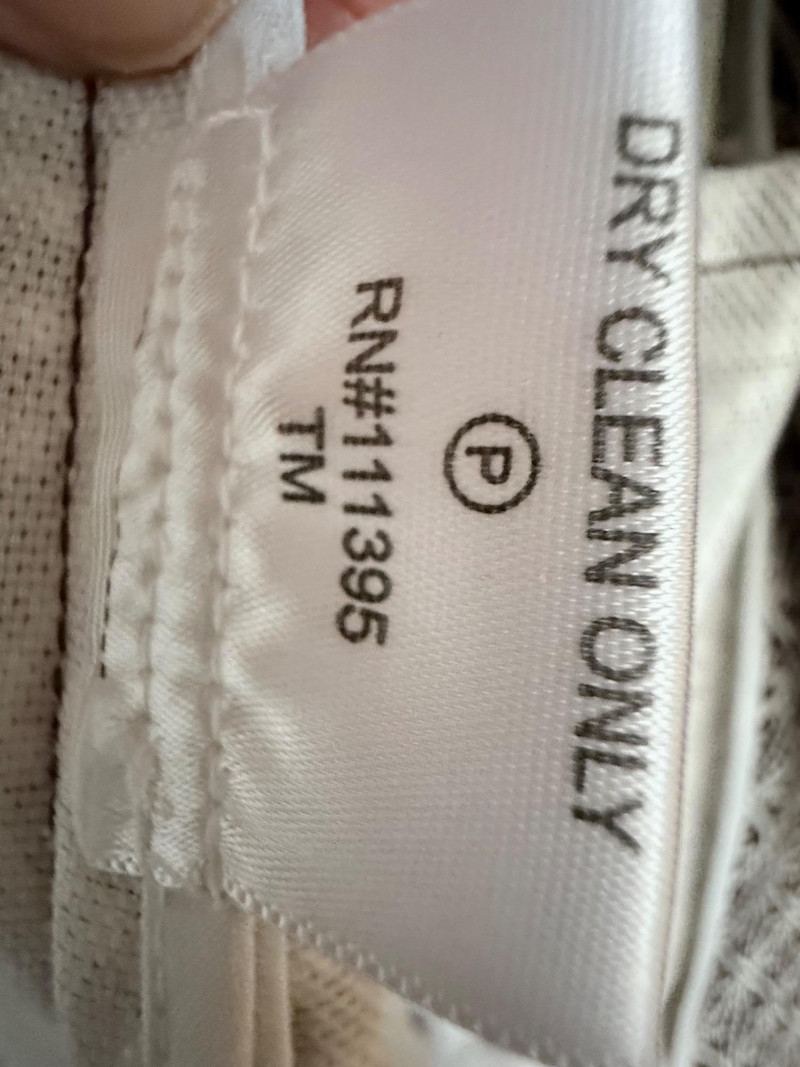 DRY CLEAN ONLY
P
RN#111395
TM